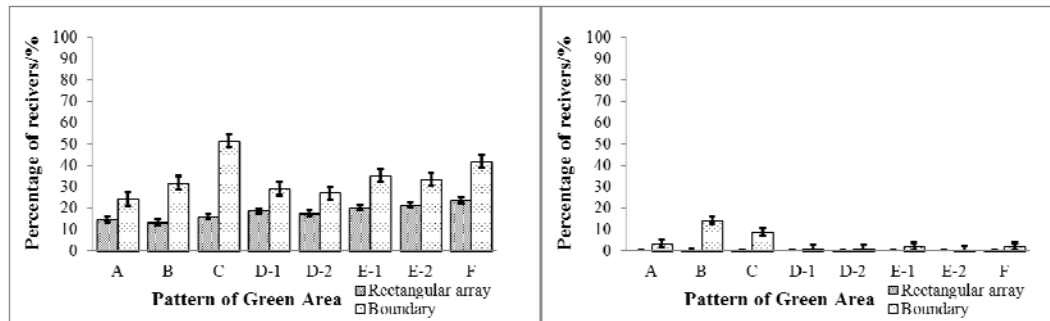 Percentage of recivers/%
100
90
80
70
60
50
40
30
20
10
0
A B C D-1 D-2 E-1 E-2 F
Pattern of Green Area
Rectangular array
Boundary
Percentage of recivers/%
100
90
80
70
60
50
40
30
20
10
0
A B C D-1 D-2 E-1 E-2 F
Pattern of Green Area
Rectangular array
Boundary